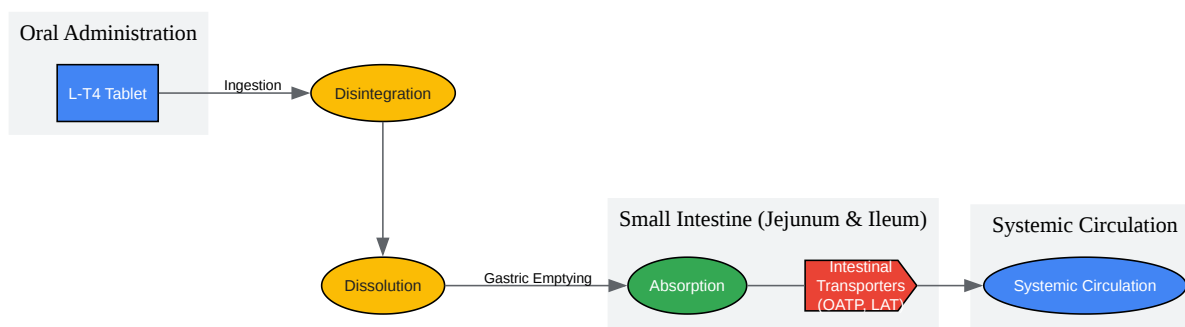 Oral Administration
L-T4 Tablet
Ingestion
Disintegration
Dissolution
Gastric Emptying
Small Intestine (Jejunum & Ileum)
Absorption
Intestinal
Transporters
(OATP, LAT)
Systemic Circulation
Systemic Circulation